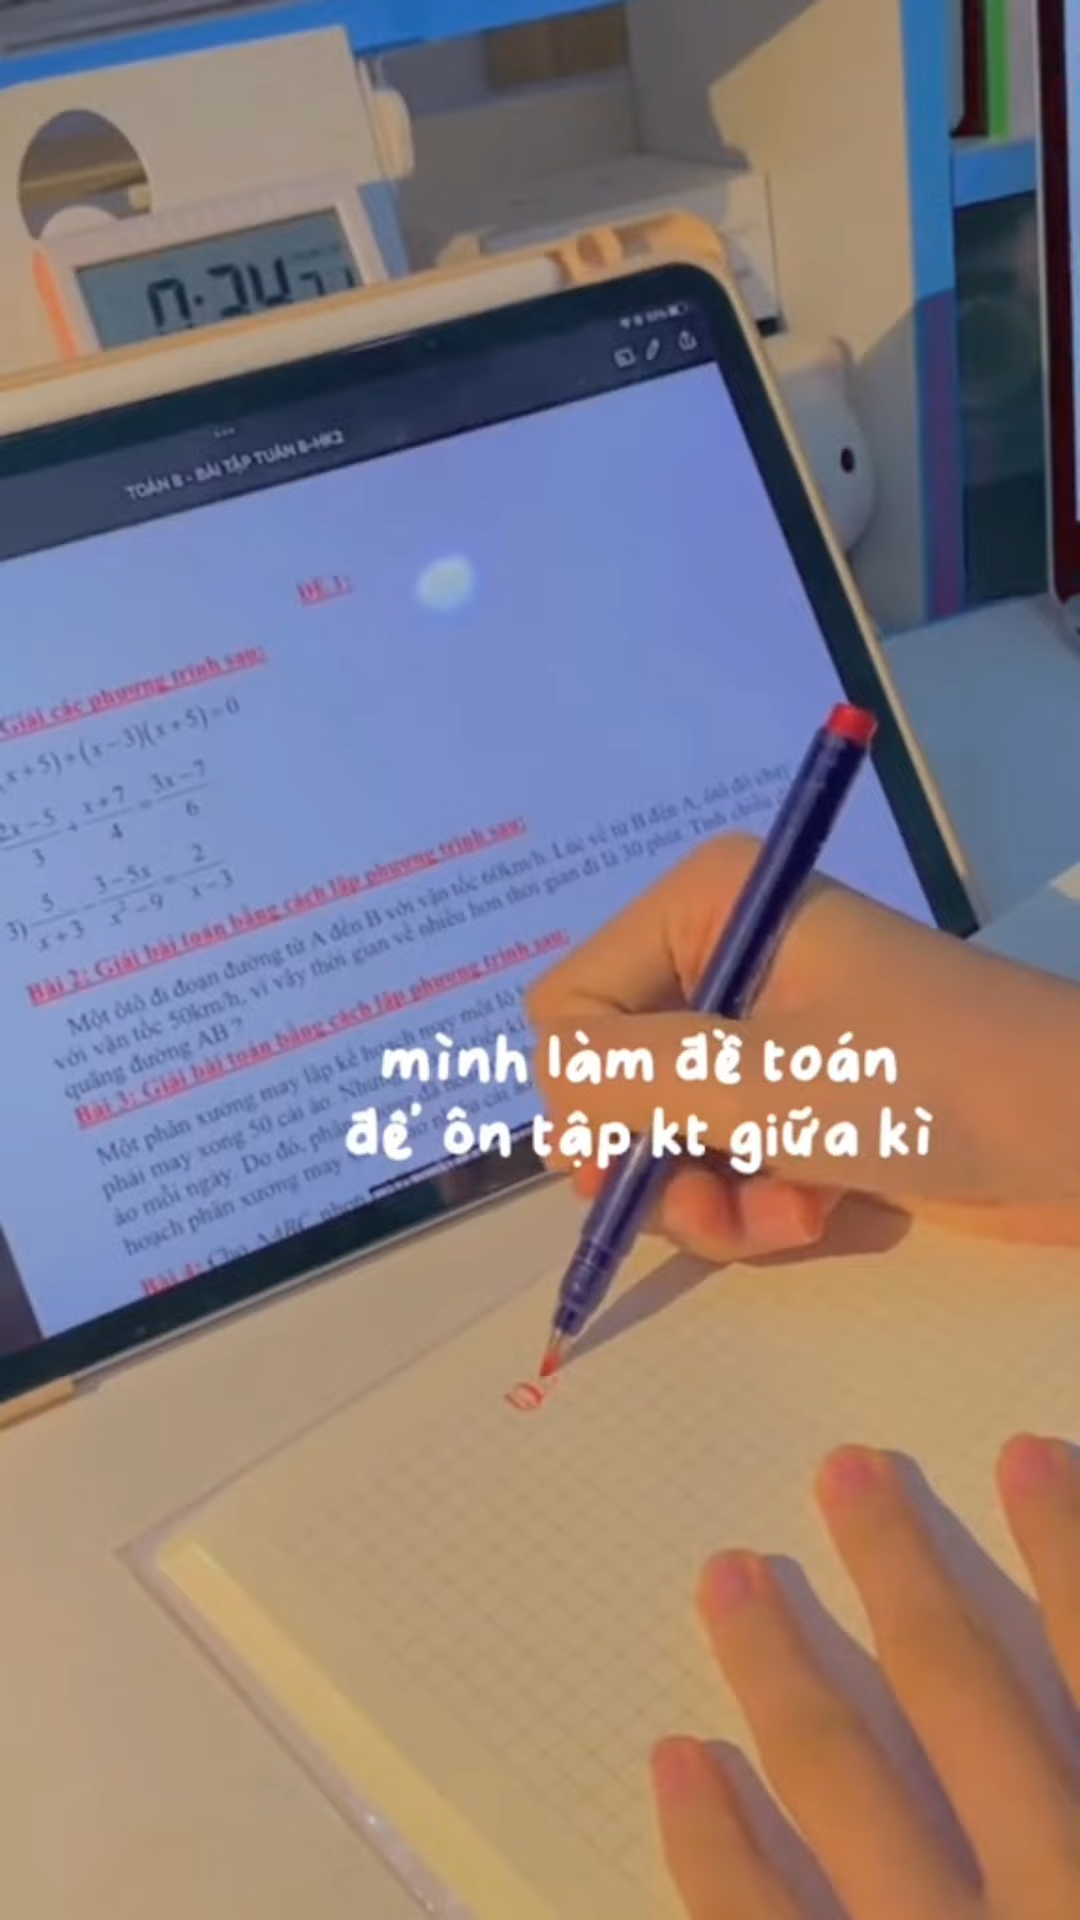 TOÁN 8 - BÀI TẬP TUẦN 8-HK2
ĐỀ 1:
Giải các phương trình sau:
x+5)+(x-3)(x+5)=0
2x-5/3 + x+7/4 = 3x-7/6
3) 5/x+3 - 3-5x/x²-9 = 2/x-3
Bài 2: Giải bài toán bằng cách lập phương trình sau:
Một ôtô đi đoạn đường từ A đến B với vận tốc 60km/h. Lúc về từ B đến A, ôtô đó chạy
với vận tốc 50km/h, vì vậy thời gian về nhiều hơn thời gian đi là 30 phút. Tính chiều
quãng đường AB ?
Bài 3: Giải bài toán bằng cách lập phương trình sau:
Một phân xưởng may lập kế hoạch may một lô
phải may xong 50 cái áo.
áo mỗi ngày. Do đó,
hoạch phân xưởng may
Bài 4: Cho ΔABC nhọn
mình làm đề toán
để ôn tập kt giữa kì